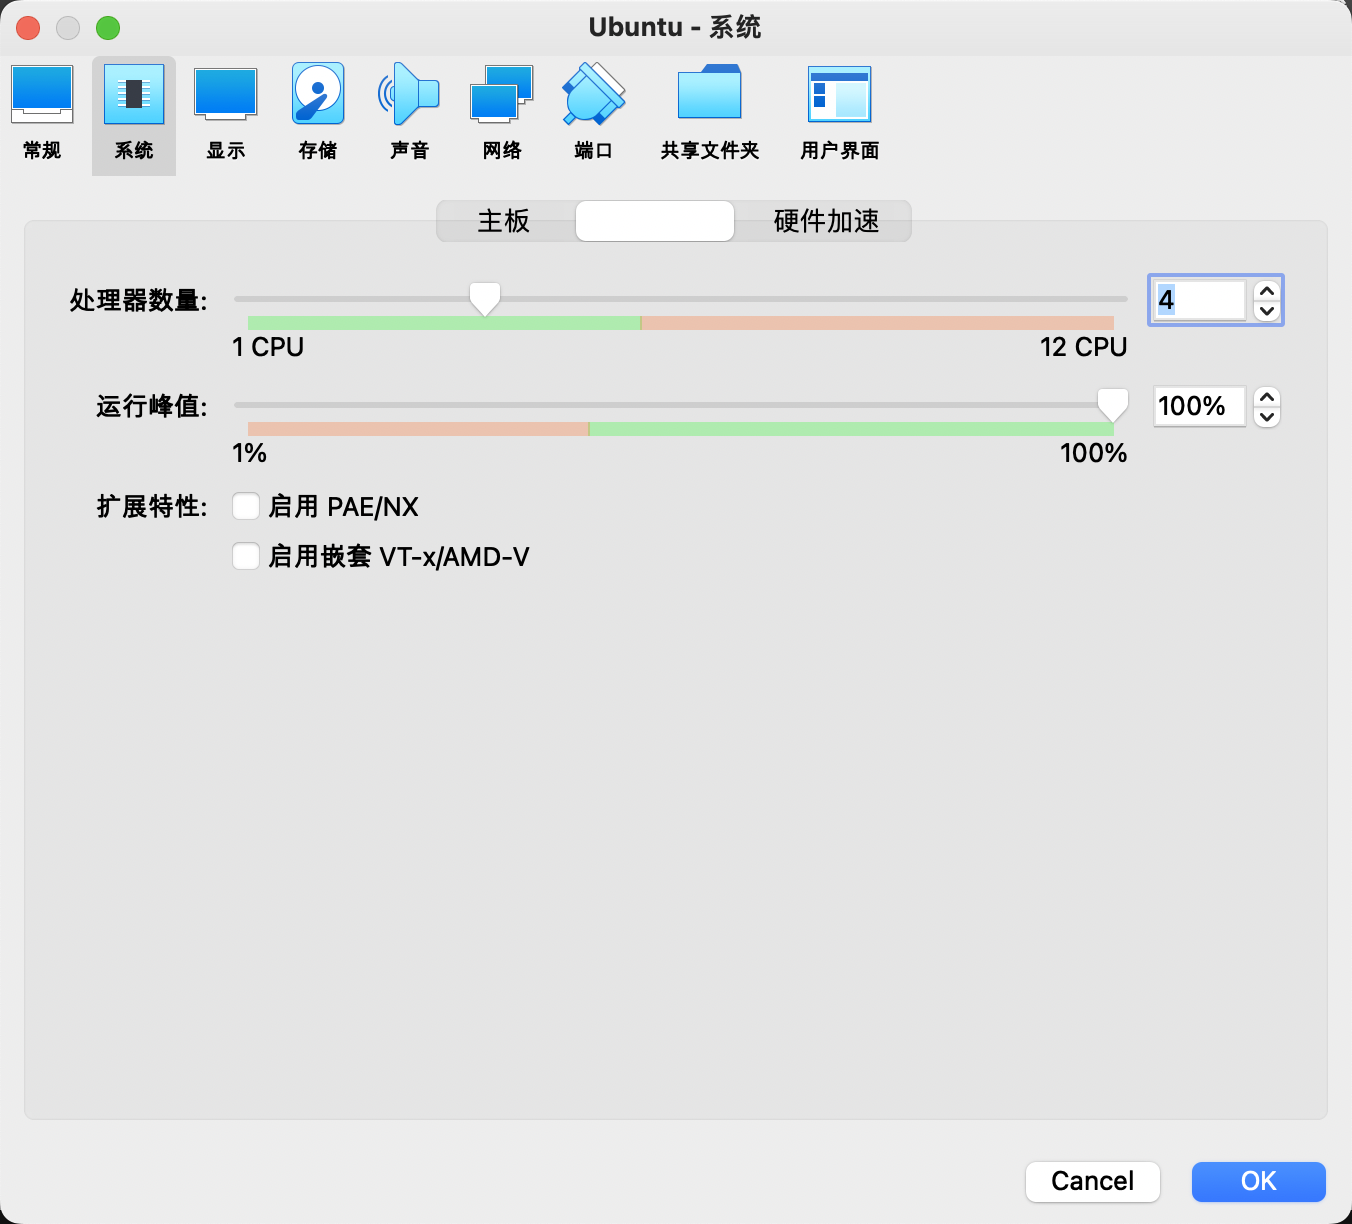 Ubuntu - 系统
常规 系统 显示 存储 声音 网络 端口 共享文件夹 用户界面
主板 硬件加速
处理器数量: 4
1 CPU 12 CPU
运行峰值: 100%
1% 100%
扩展特性: 启用 PAE/NX
启用嵌套 VT-x/AMD-V
Cancel OK